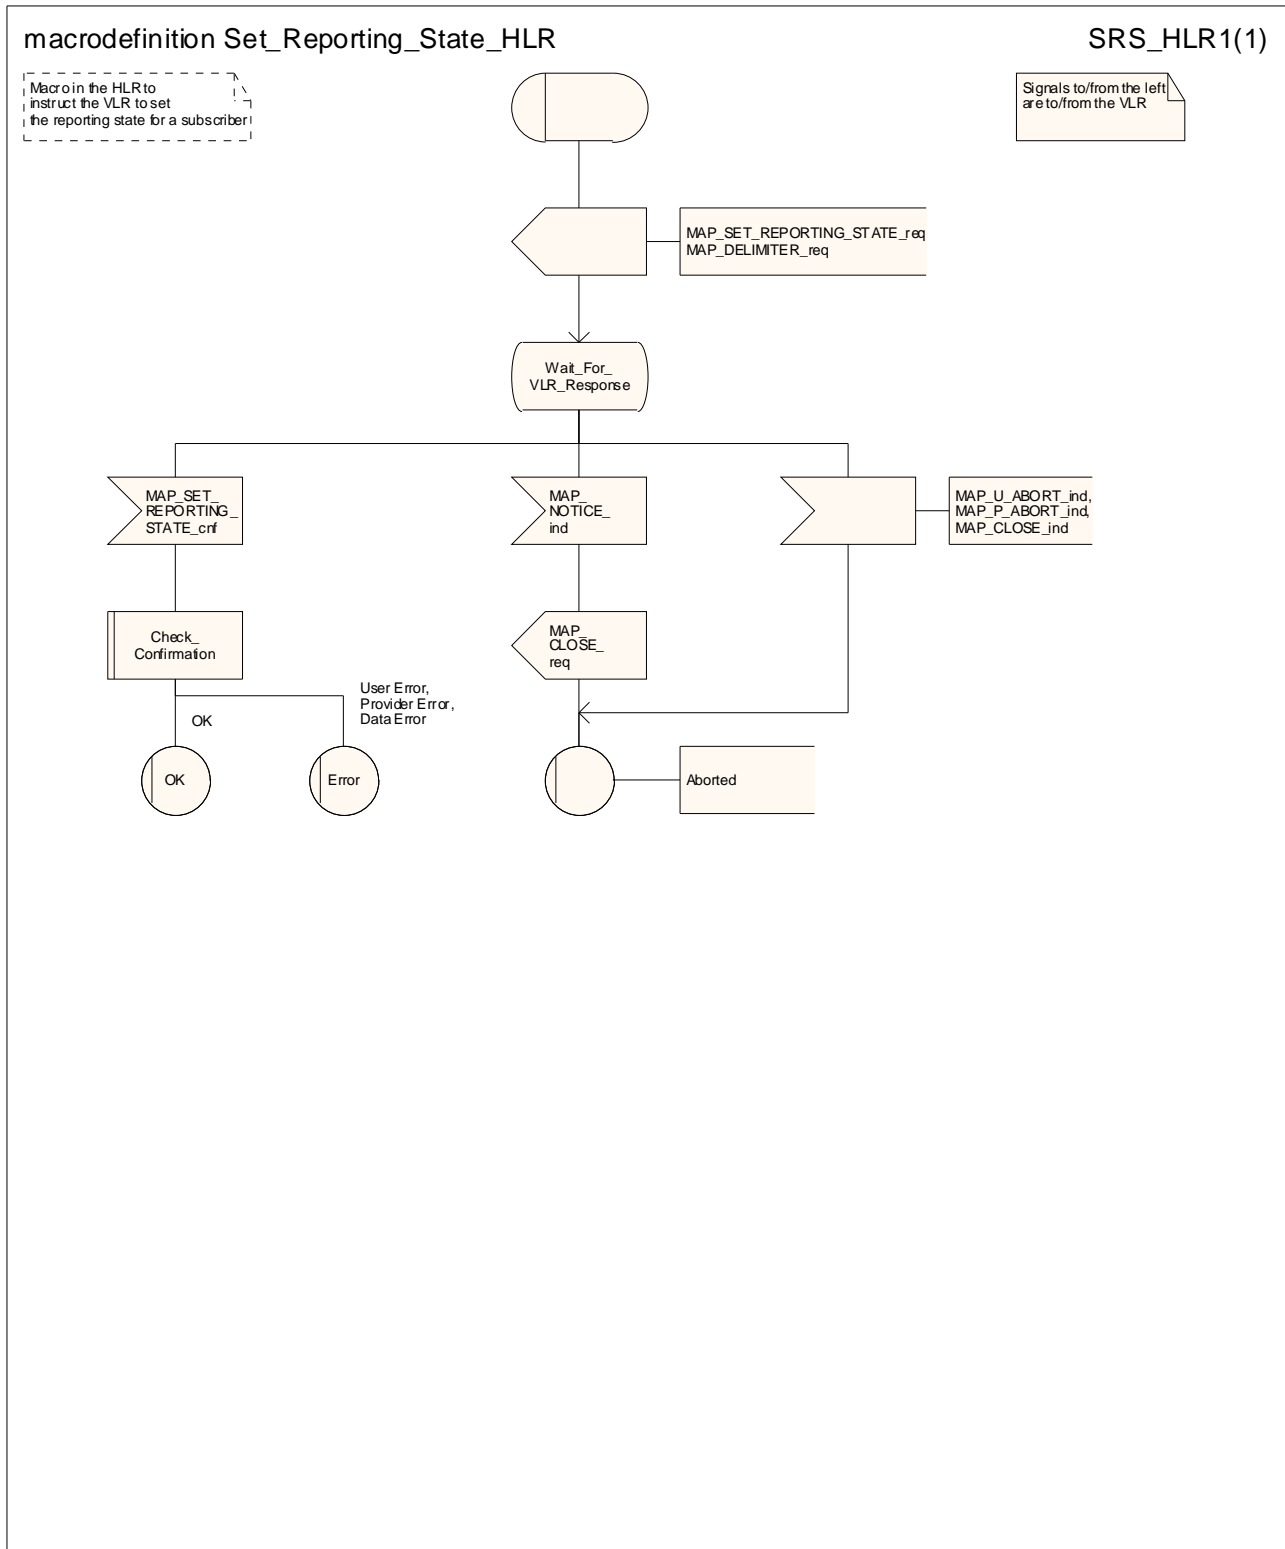 macrodefinition Set_Reporting_State_HLR
SRS_HLR1(1)
Macro in the HLR to
instruct the VLR to set
the reporting state for a subscriber
Signals to/from the left
are to/from the VLR
MAP_SET_REPORTING_STATE_req
MAP_DELIMITER_req
Wait_For_
VLR_Response
MAP_SET_
REPORTING_
STATE_cnf
MAP_
NOTICE_
ind
MAP_U_ABORT_ind,
MAP_P_ABORT_ind,
MAP_CLOSE_ind
Check_
Confirmation
MAP_
CLOSE_
req
User Error,
Provider Error,
Data Error
OK
OK
Error
Aborted